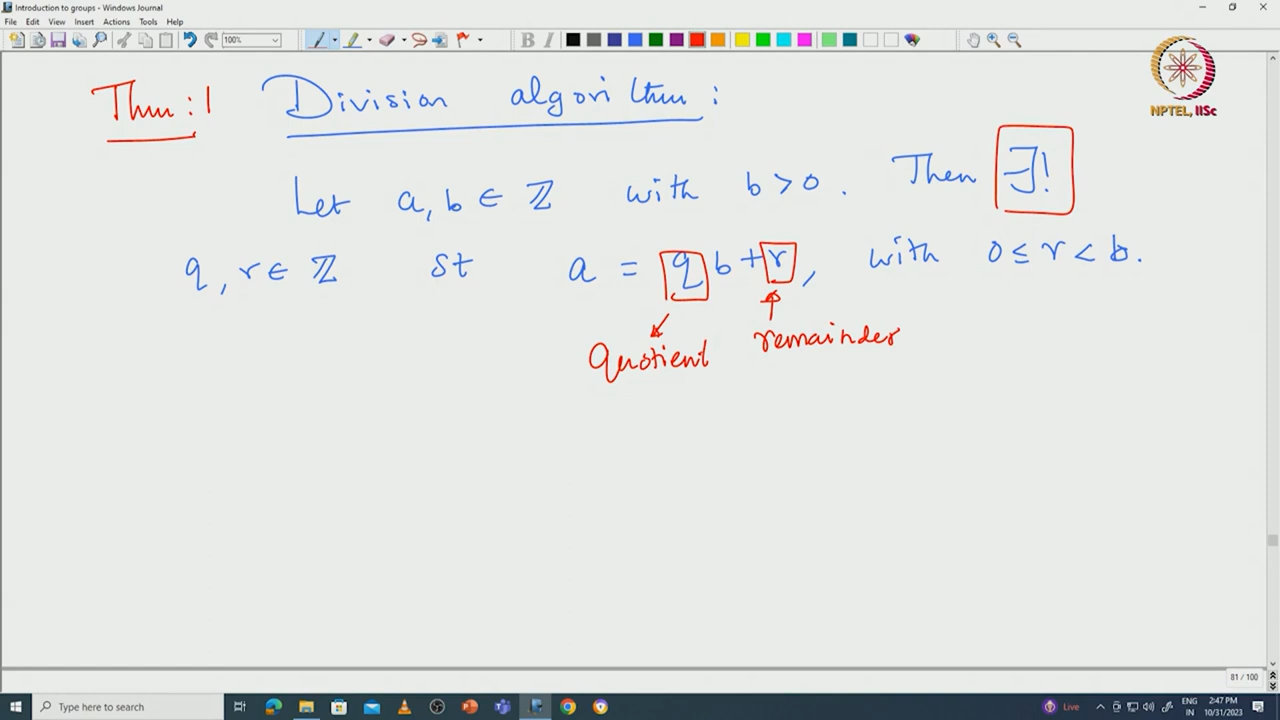 Introduction to groups - Windows Journal
File Edit View Insert Actions Tools Help
100%
B I
NPTEL, IISc
Thm:1 Division algorithm:
Let a, b ∈ ℤ with b > 0. Then ∃!
q, r ∈ ℤ st a = q b + r, with 0 ≤ r < b.
Quotient remainder
81 / 100
Type here to search
Live
ENG
IN
2:47 PM
10/31/2023